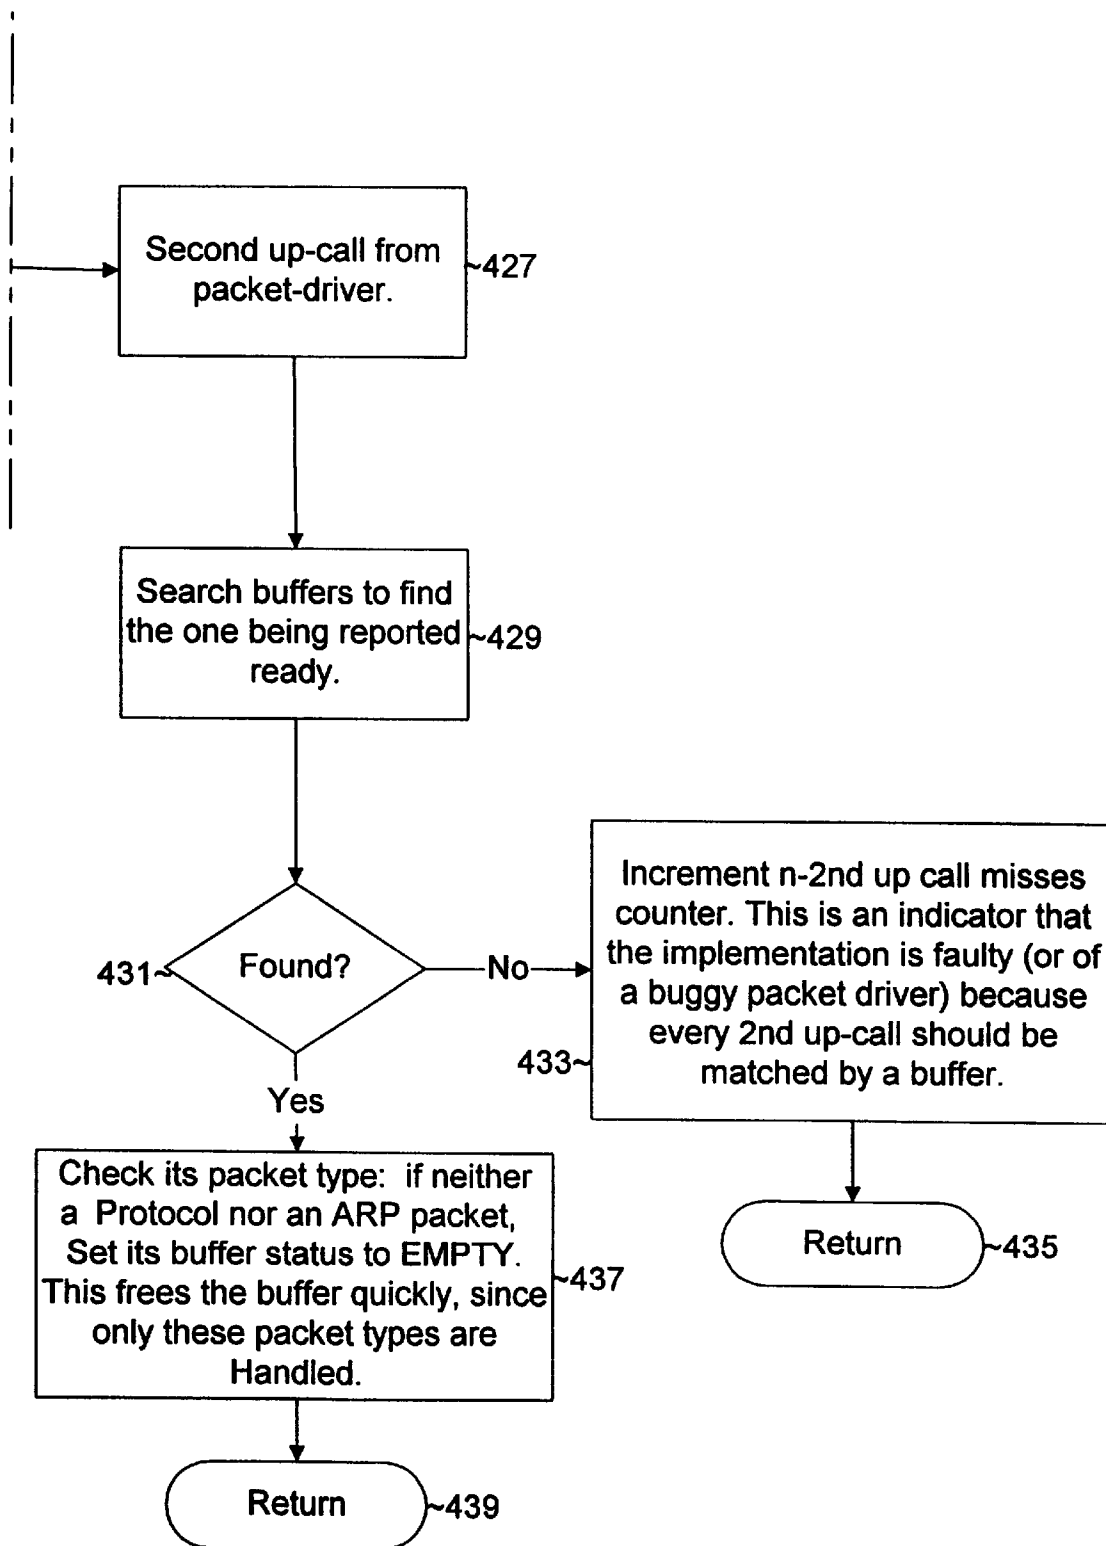 Second up-call from
packet-driver.
~427
Search buffers to find
the one being reported
ready.
~429
Found?
431~
No
Yes
Increment n-2nd up call misses
counter. This is an indicator that
the implementation is faulty (or of
a buggy packet driver) because
every 2nd up-call should be
matched by a buffer.
433~
Return
~435
Check its packet type: if neither
a Protocol nor an ARP packet,
Set its buffer status to EMPTY.
This frees the buffer quickly, since
only these packet types are
Handled.
~437
Return
~439